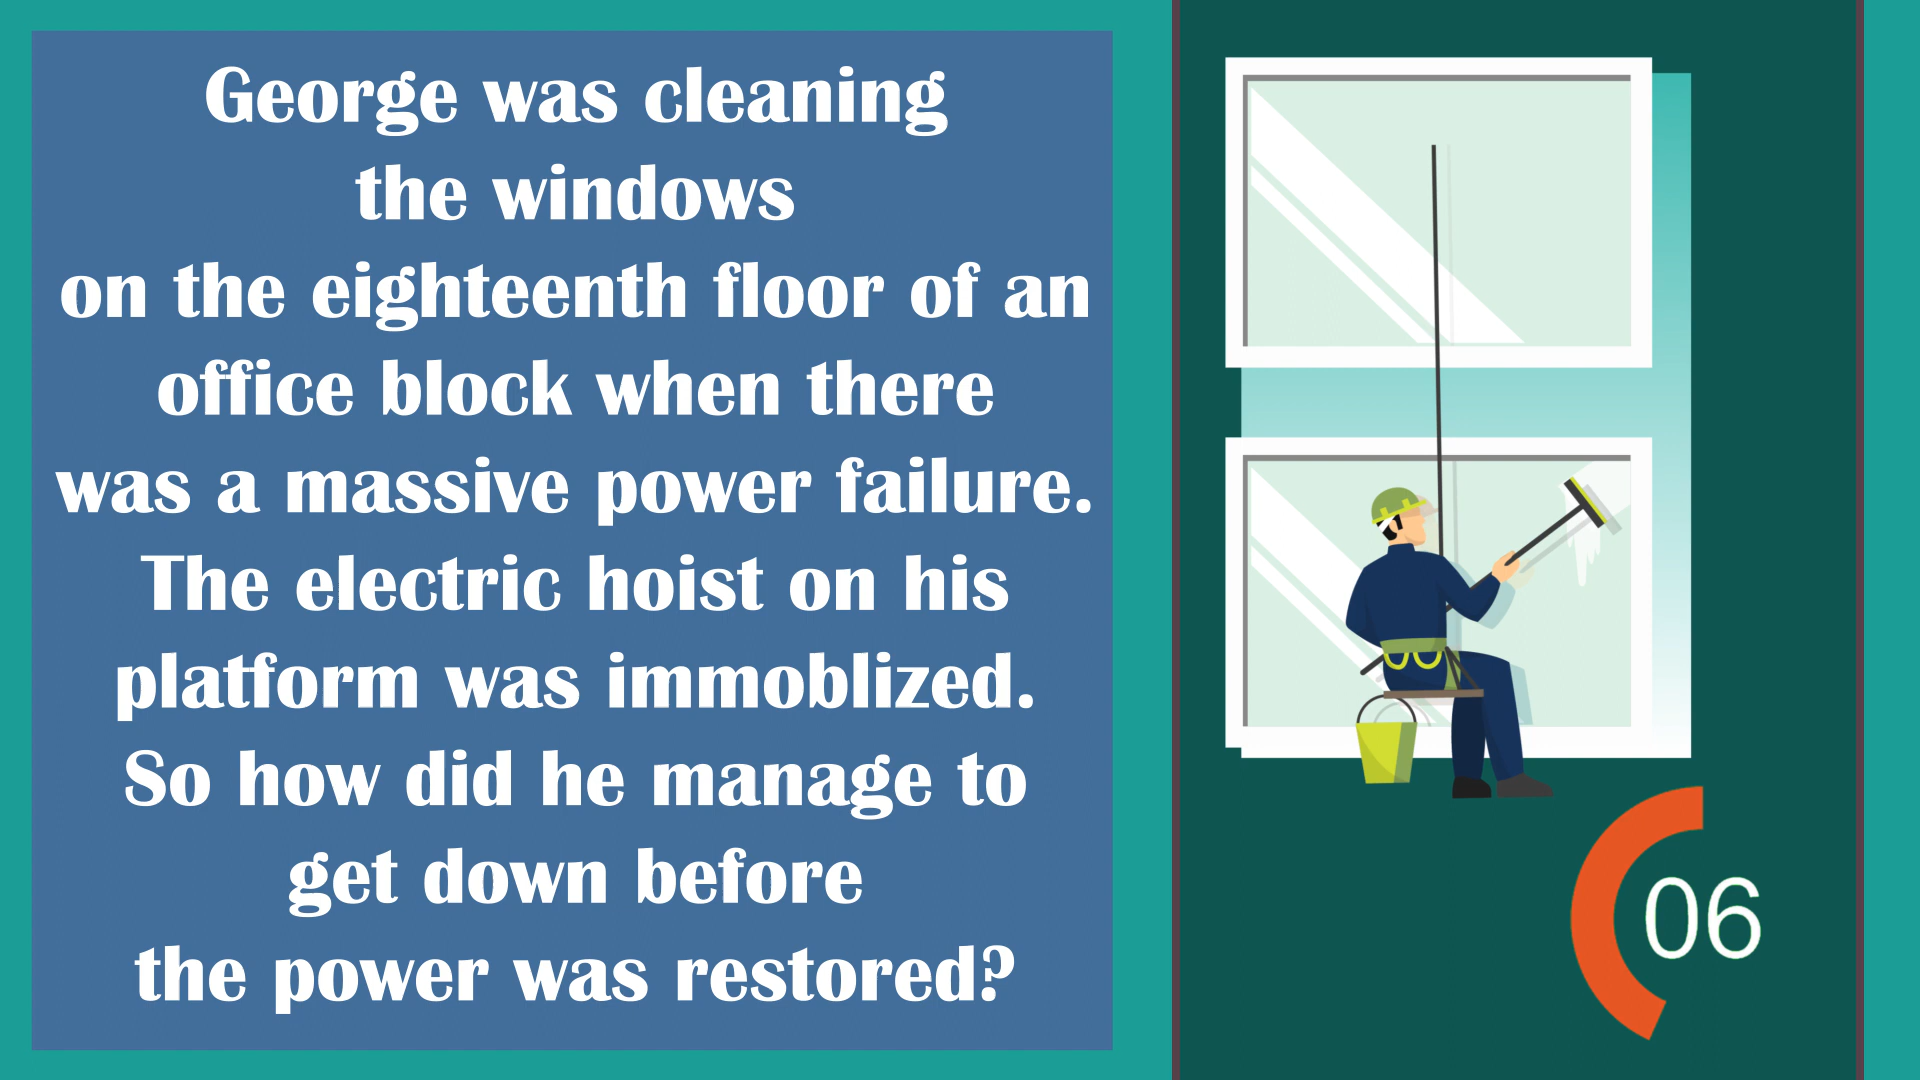 George was cleaning
the windows
on the eighteenth floor of an
office block when there
was a massive power failure.
The electric hoist on his
platform was immoblized.
So how did he manage to
get down before
the power was restored?
06